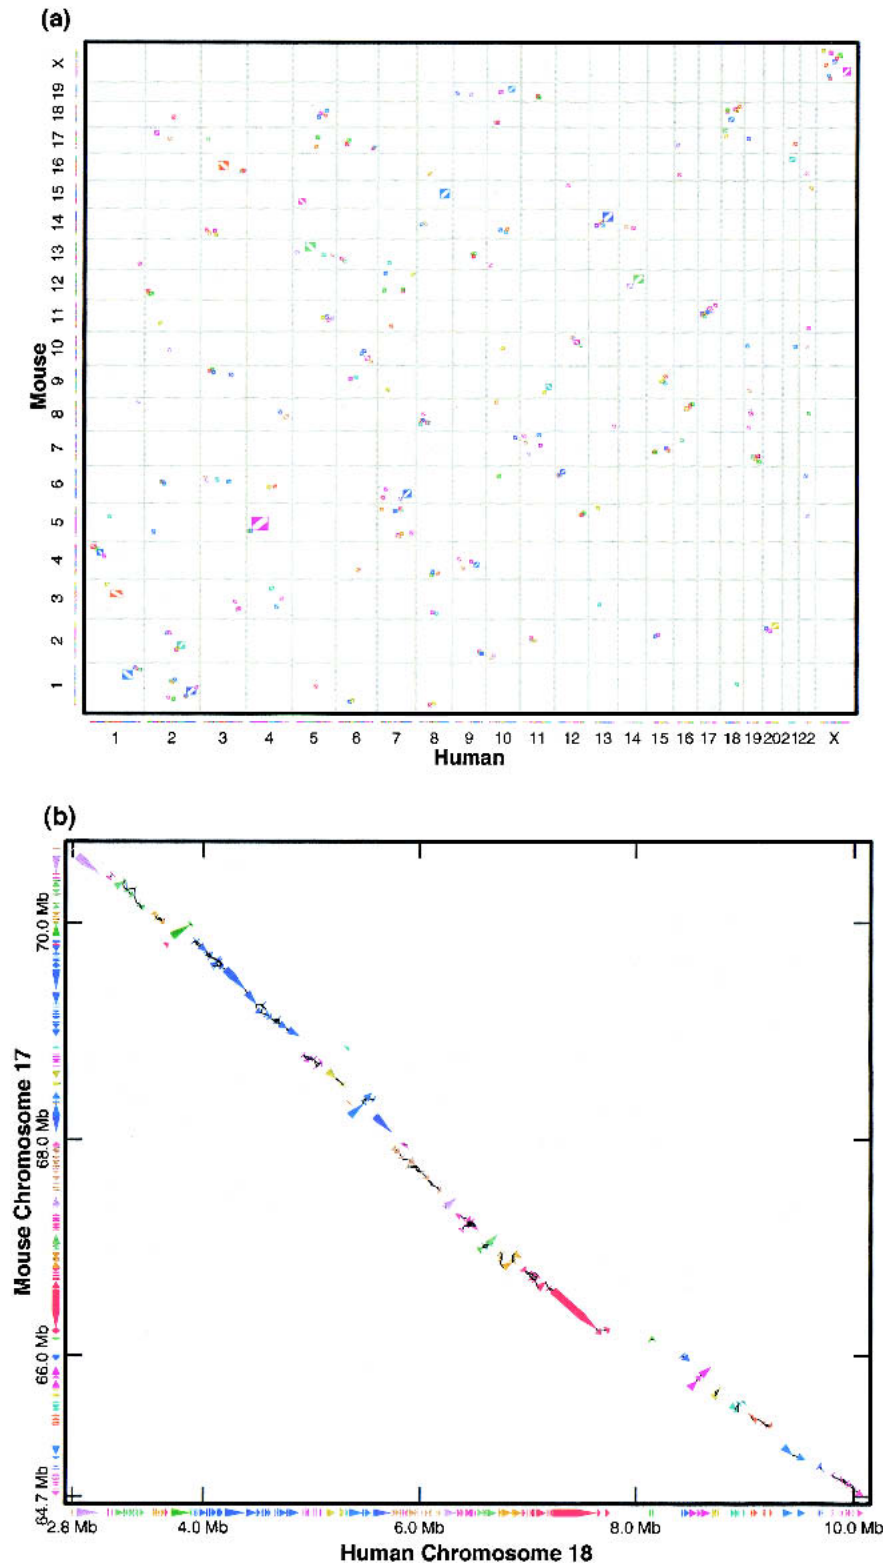 (a)
X
19
18
17
16
15
14
13
12
11
10
9
8
7
6
5
4
3
2
1
Mouse
1 2 3 4 5 6 7 8 9 10 11 12 13 14 15 16 17 18 19 20 21 22 X
Human
(b)
70.0 Mb
68.0 Mb
66.0 Mb
64.7 Mb
Mouse Chromosome 17
2.8 Mb 4.0 Mb 6.0 Mb 8.0 Mb 10.0 Mb
Human Chromosome 18